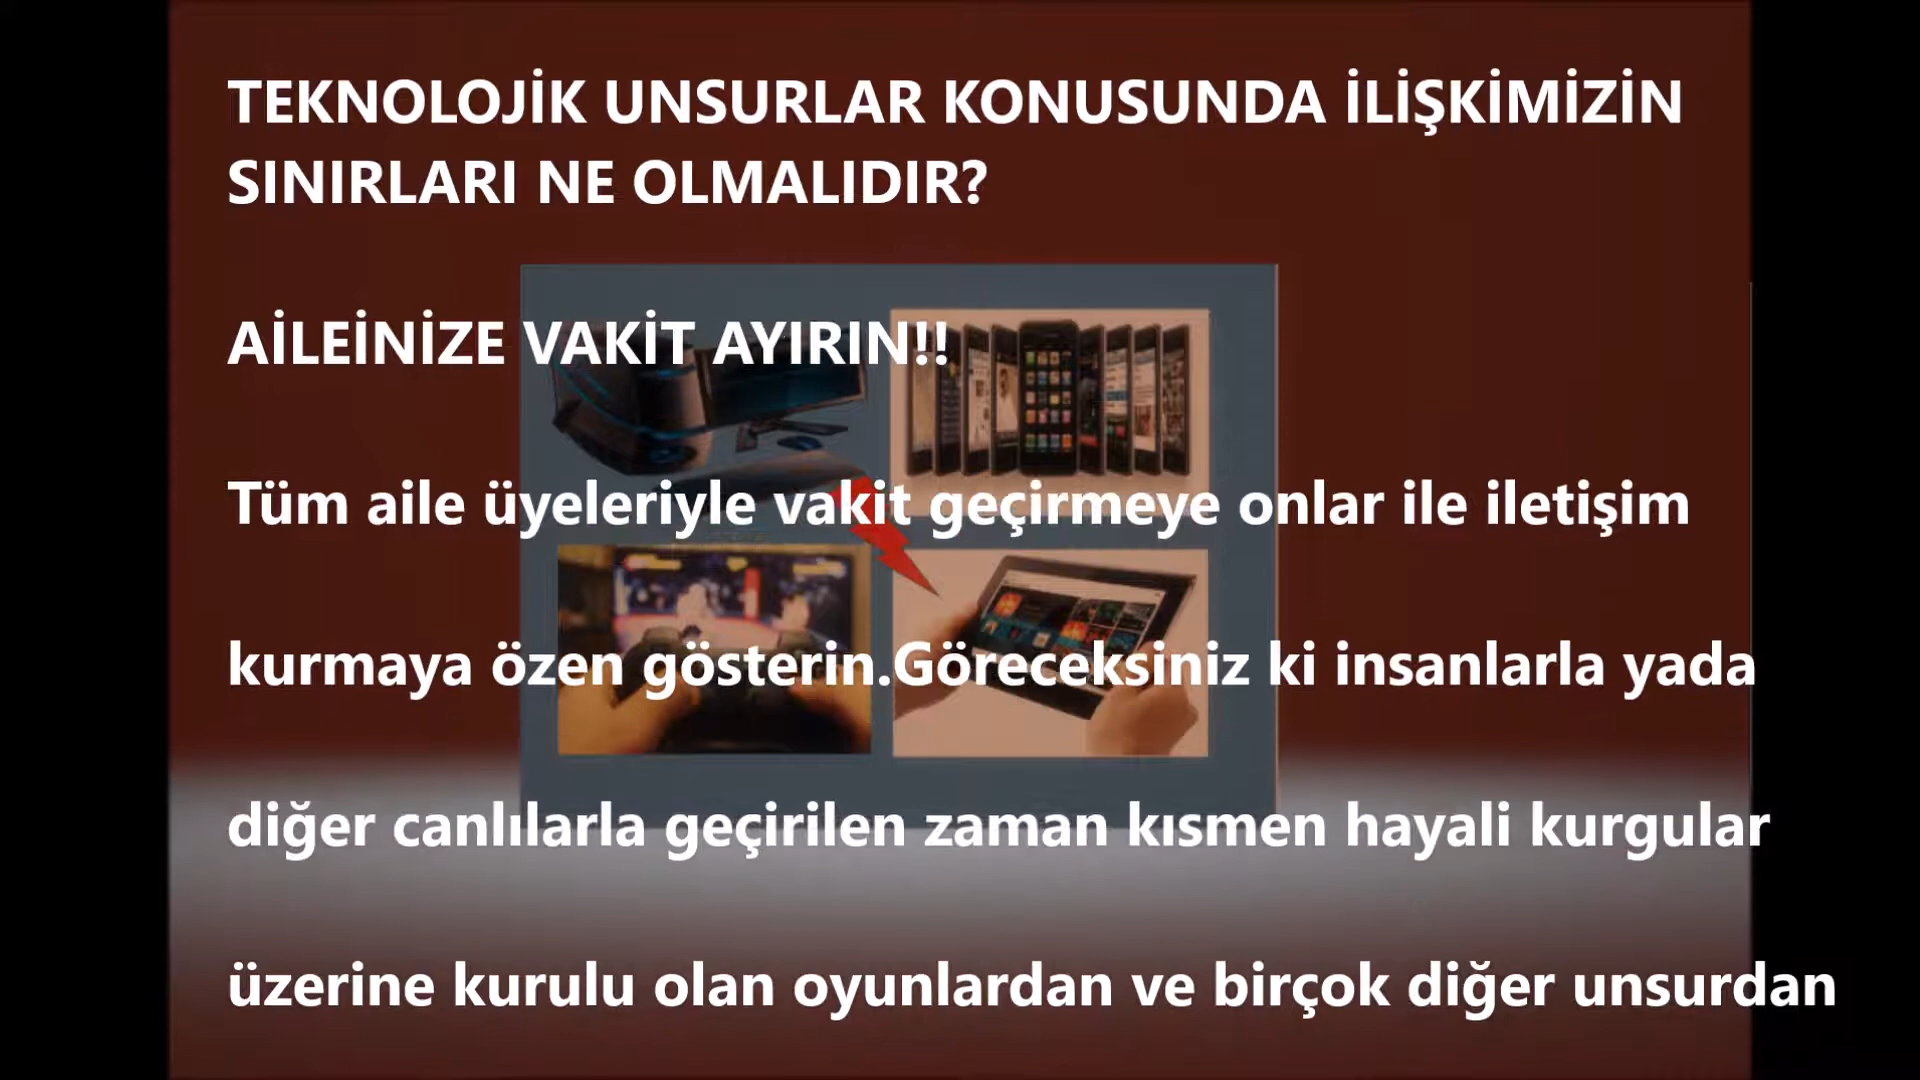 TEKNOLOJİK UNSURLAR KONUSUNDA İLİŞKİMİZİN
SINIRLARI NE OLMALIDIR?
AİLEİNİZE VAKİT AYIRIN!!
Tüm aile üyeleriyle vakit geçirmeye onlar ile iletişim
kurmaya özen gösterin.Göreceksiniz ki insanlarla yada
diğer canlılarla geçirilen zaman kısmen hayali kurgular
üzerine kurulu olan oyunlardan ve birçok diğer unsurdan